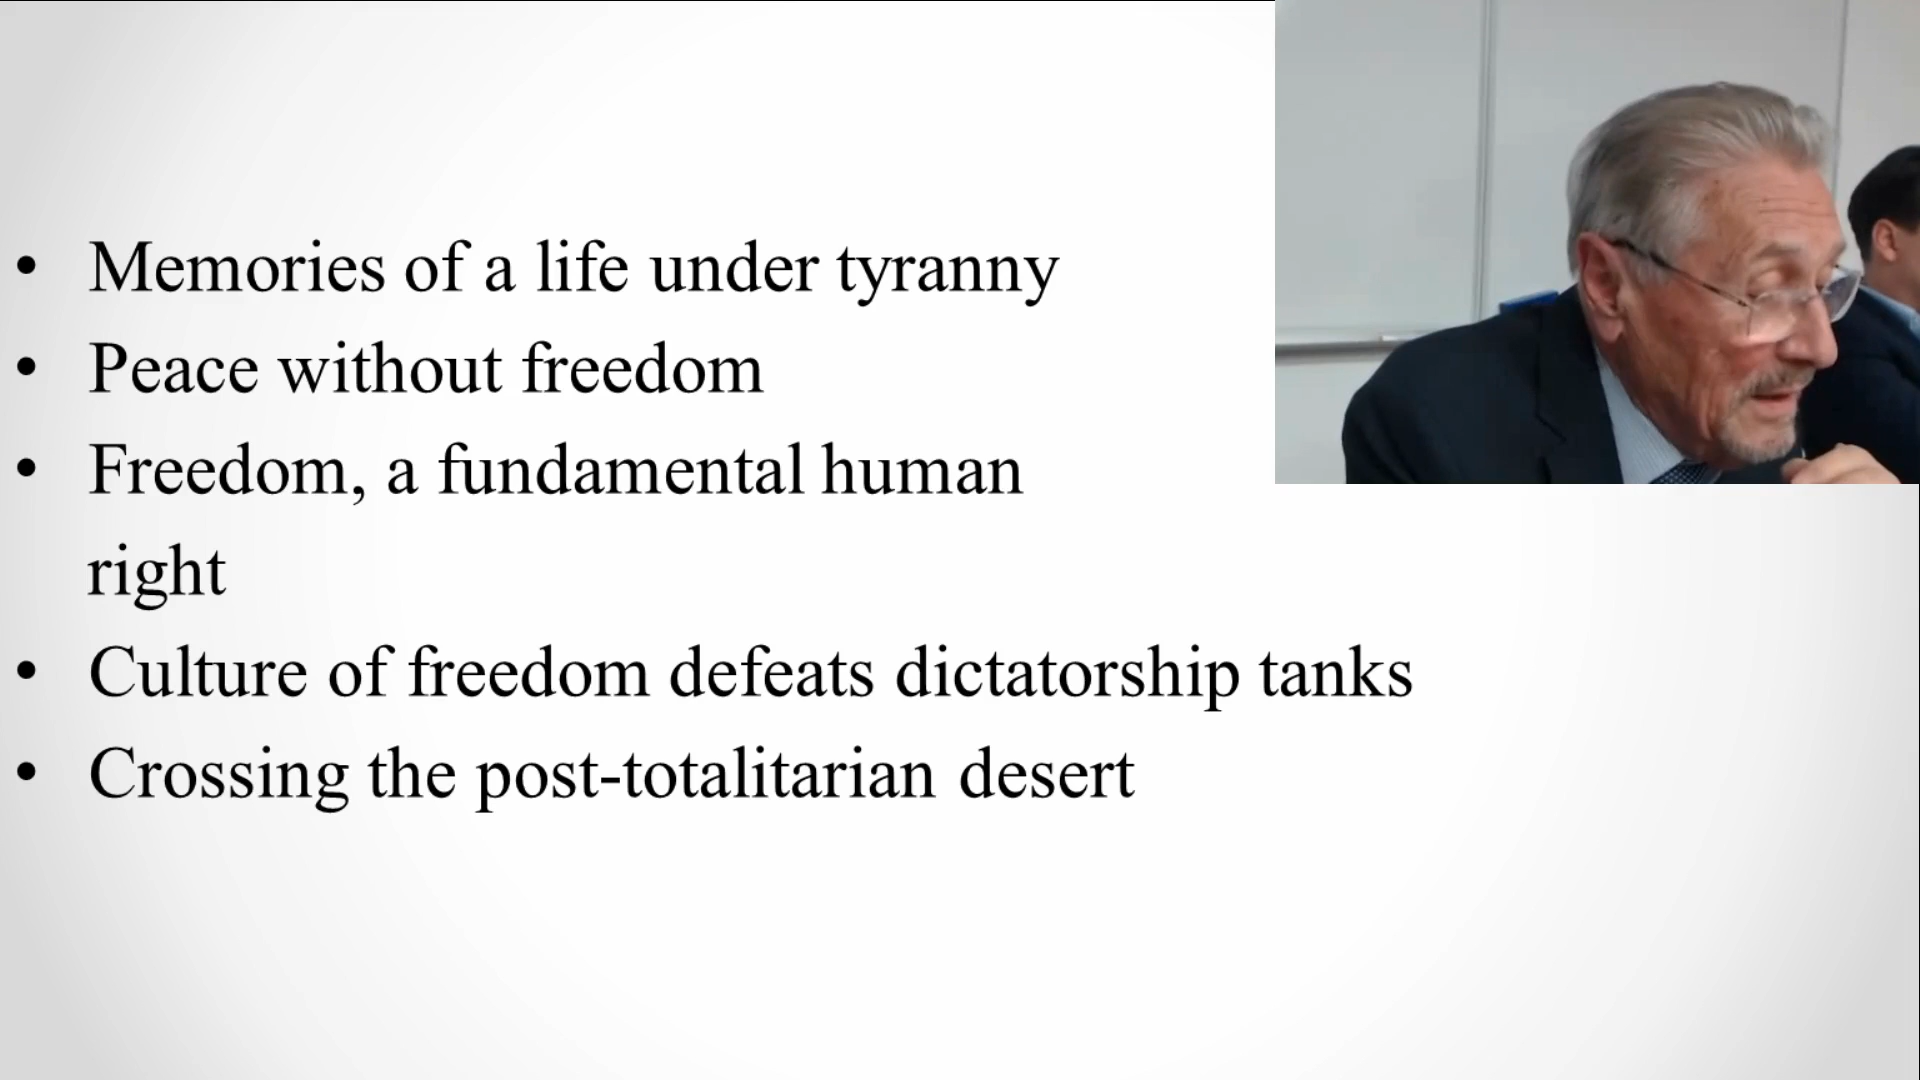 • Memories of a life under tyranny
• Peace without freedom
• Freedom, a fundamental human
right
• Culture of freedom defeats dictatorship tanks
• Crossing the post-totalitarian desert